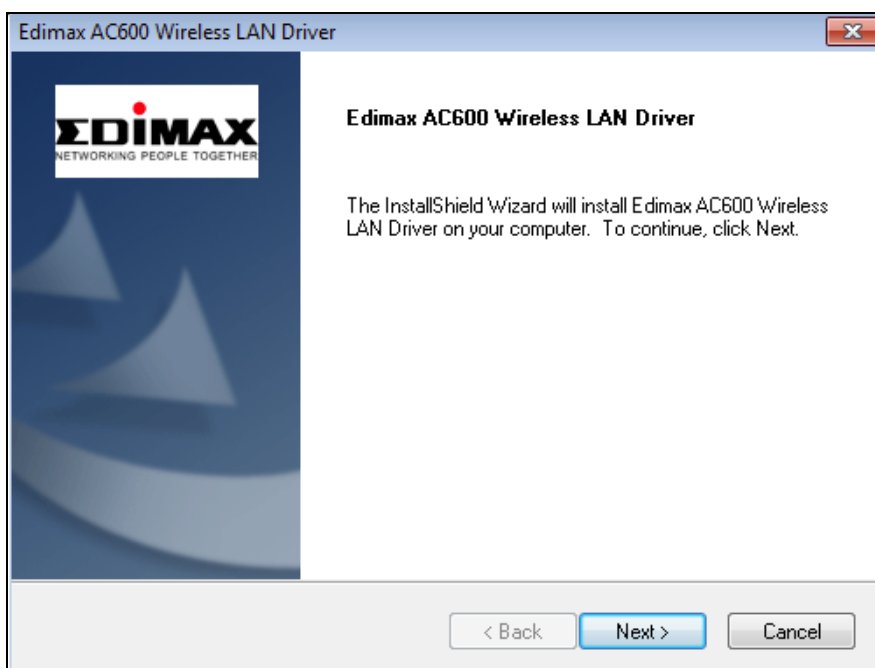 Edimax AC600 Wireless LAN Driver
EDiMAX
NETWORKING PEOPLE TOGETHER
Edimax AC600 Wireless LAN Driver
The InstallShield Wizard will install Edimax AC600 Wireless
LAN Driver on your computer. To continue, click Next.
< Back
Next >
Cancel